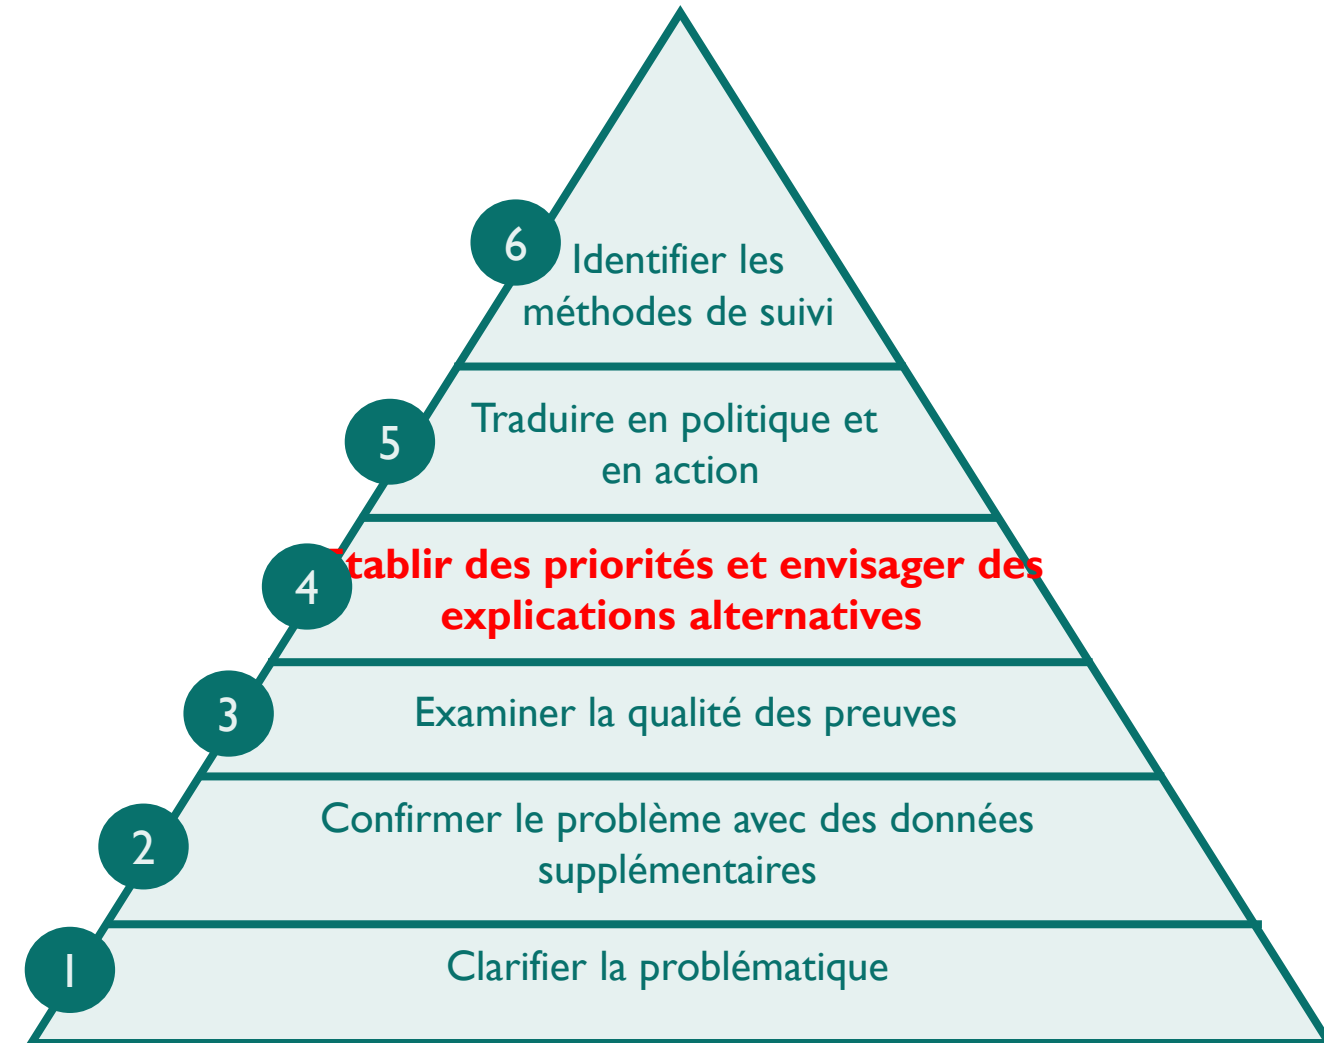 6
Identifier les
méthodes de suivi
5
Traduire en politique et
en action
4
tablir des priorités et envisager des
explications alternatives
3
Examiner la qualité des preuves
2
Confirmer le problème avec des données
supplémentaires
1
Clarifier la problématique